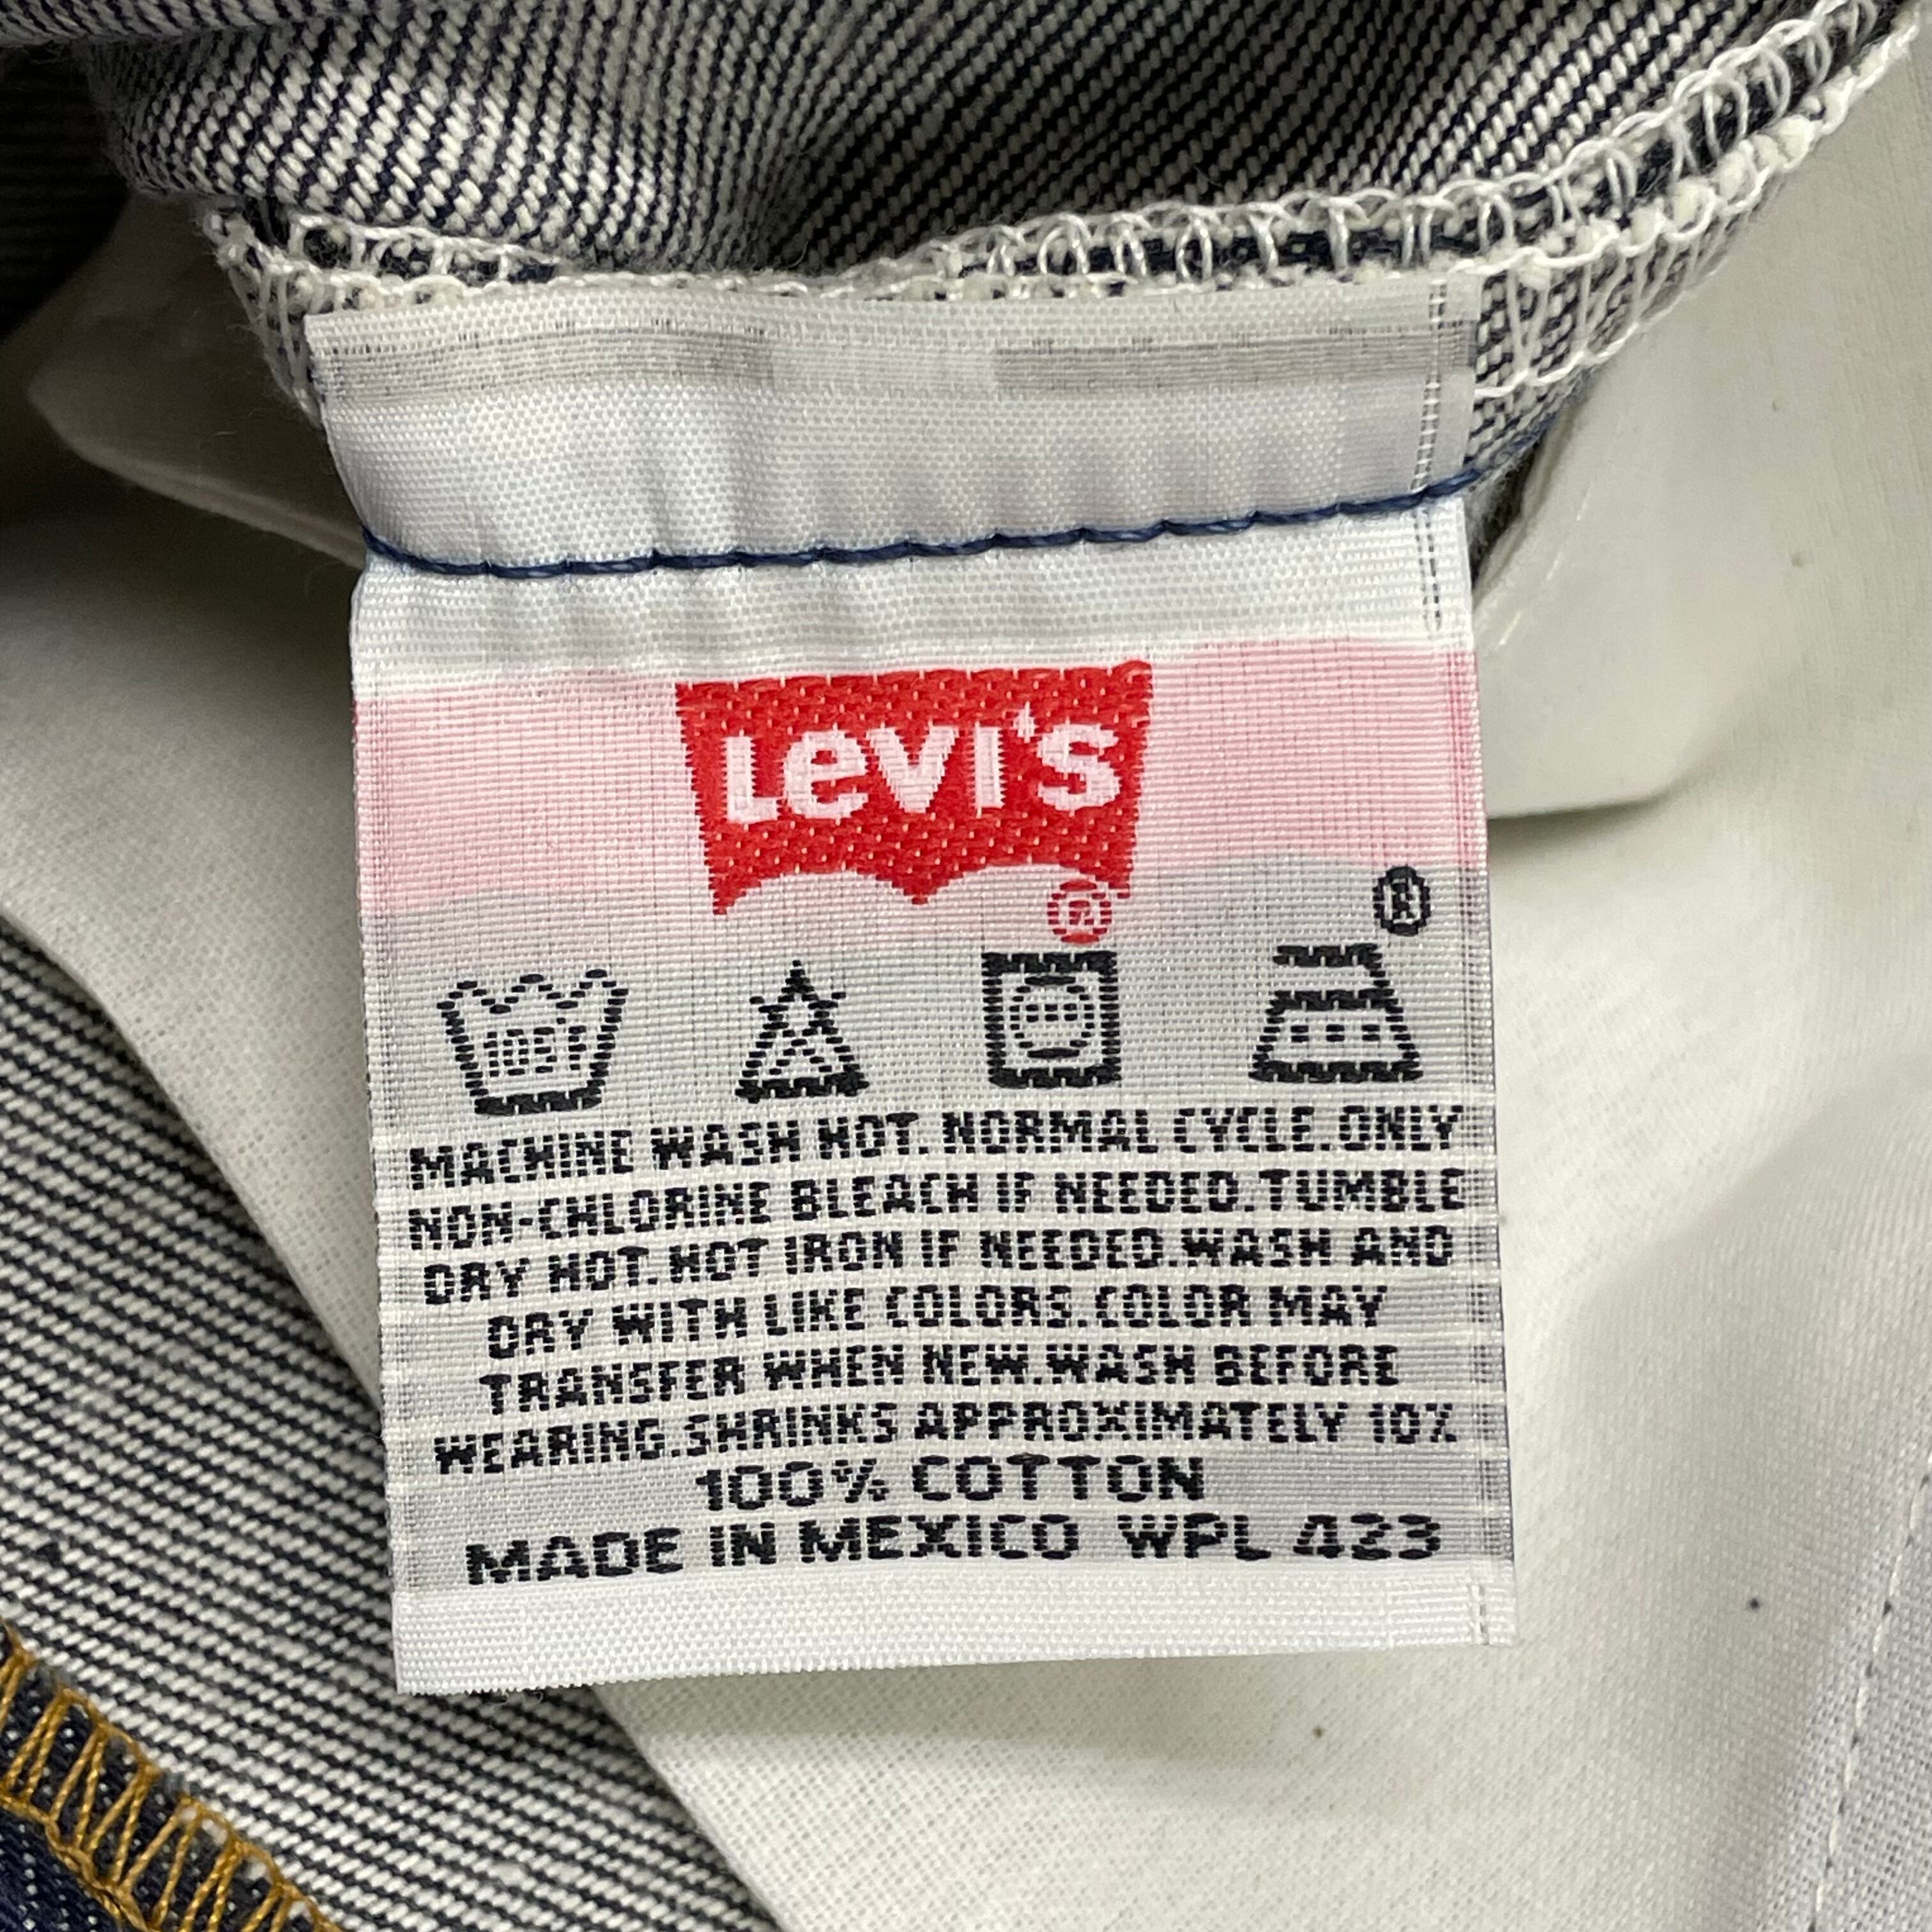 Levi's
®
®
105°F
MACHINE WASH HOT. NORMAL CYCLE. ONLY
NON-CHLORINE BLEACH IF NEEDED. TUMBLE
DRY HOT. HOT IRON IF NEEDED. WASH AND
DRY WITH LIKE COLORS. COLOR MAY
TRANSFER WHEN NEW. WASH BEFORE
WEARING. SHRINKS APPROXIMATELY 10%
100% COTTON
MADE IN MEXICO WPL 423